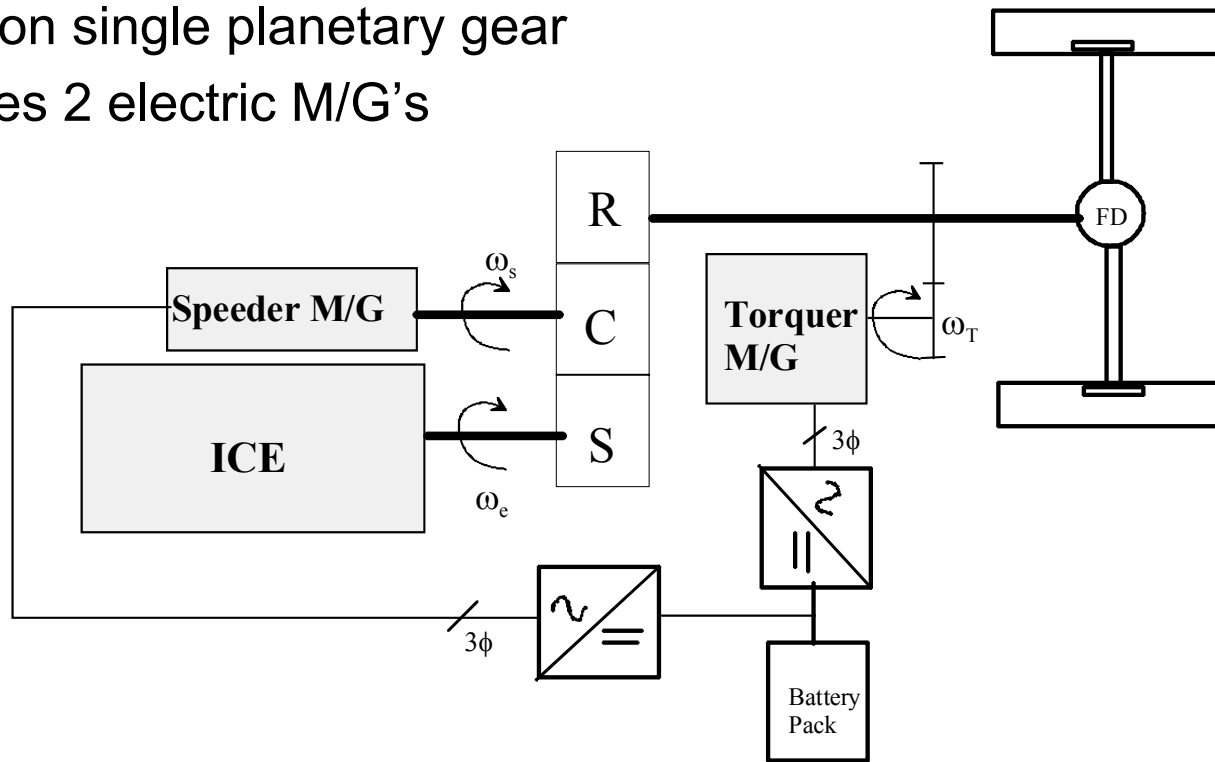 on single planetary gear
es 2 electric M/G's
R
FD
ωs
Speeder M/G
C
Torquer
M/G
ωT
ICE
S
3ϕ
ωe
3ϕ
Battery
Pack